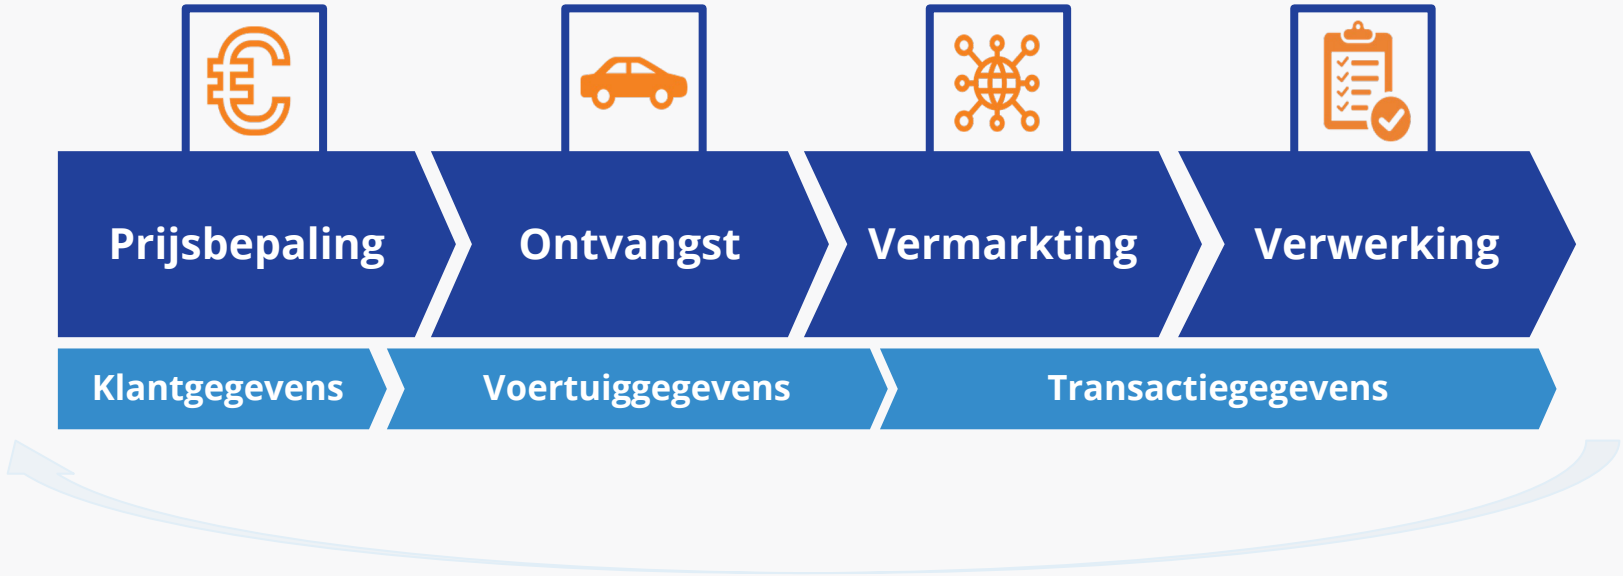 Prijsbepaling
Ontvangst
Vermarkting
Verwerking
Klantgegevens
Voertuiggegevens
Transactiegegevens